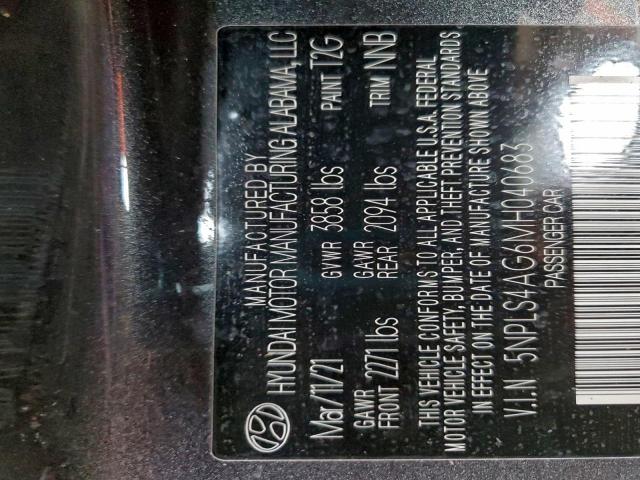 MANUFACTURED BY
HYUNDAI MOTOR MANUFACTURING ALABAMA, LLC
Mar/11/21 GVWR 3858 lbs PAINT T2G
GAWR FRONT 2271 lbs GAWR REAR 2094 lbs TRIM NNB
THIS VEHICLE CONFORMS TO ALL APPLICABLE U.S.A. FEDERAL
MOTOR VEHICLE SAFETY, BUMPER, AND THEFT PREVENTION STANDARDS
IN EFFECT ON THE DATE OF MANUFACTURE SHOWN ABOVE
V.I.N 5NPLS4AG6MH040683
PASSENGER CAR